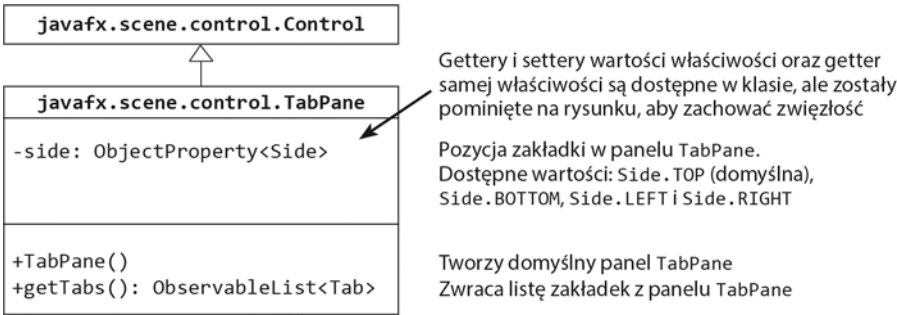 javafx.scene.control.Control
javafx.scene.control.TabPane
-side: ObjectProperty<Side>
+TabPane()
+getTabs(): ObservableList<Tab>
Gettery i settery wartości właściwości oraz getter
samej właściwości są dostępne w klasie, ale zostały
pominięte na rysunku, aby zachować zwięzłość
Pozycja zakładki w panelu TabPane.
Dostępne wartości: Side.TOP (domyślna),
Side.BOTTOM, Side.LEFT i Side.RIGHT
Tworzy domyślny panel TabPane
Zwraca listę zakładek z panelu TabPane